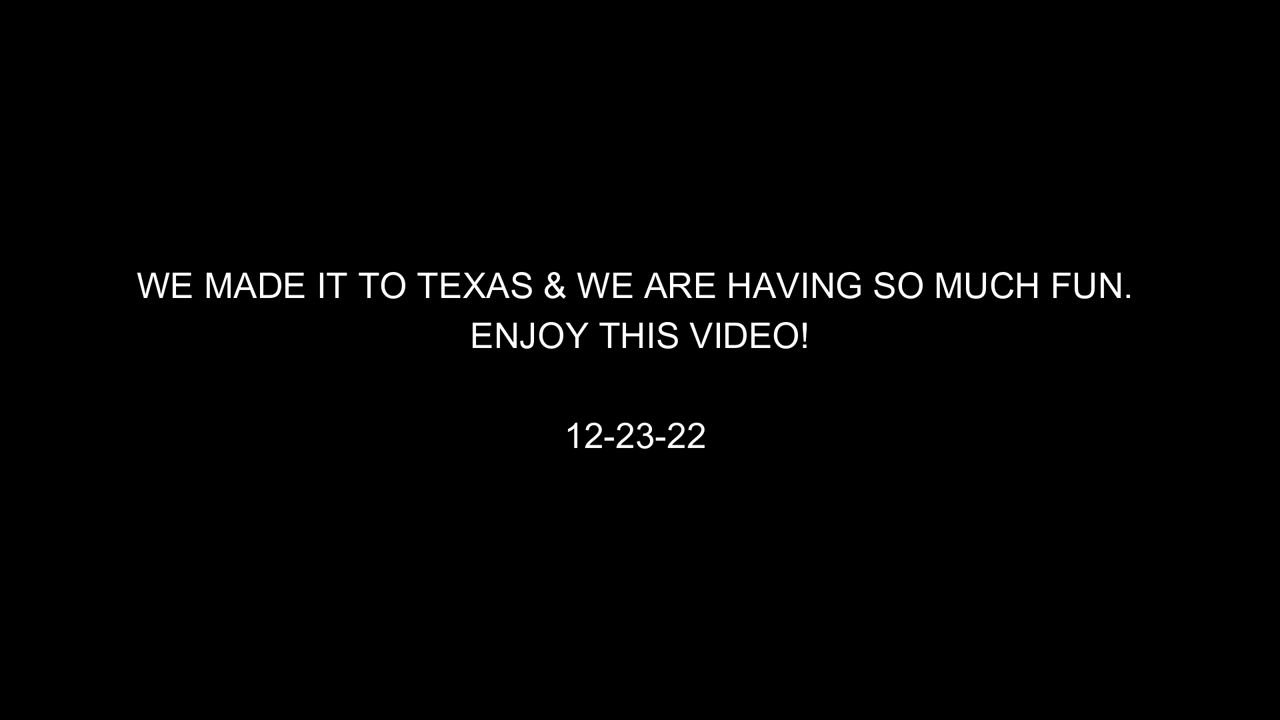 WE MADE IT TO TEXAS & WE ARE HAVING SO MUCH FUN.
ENJOY THIS VIDEO!
12-23-22